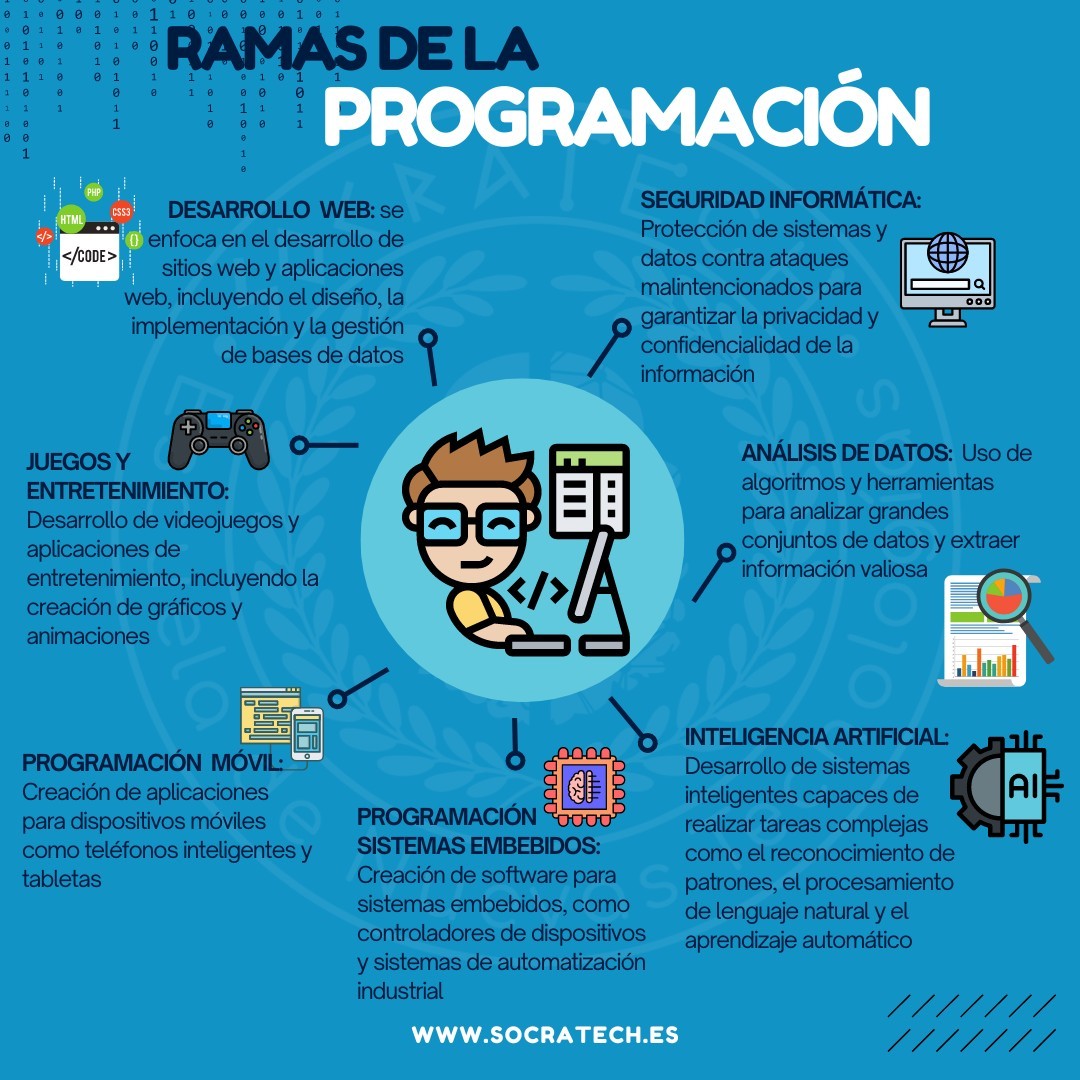 RAMAS DE LA
PROGRAMACIÓN
PHP
HTML
CSS3
</>
{}
</CODE>
DESARROLLO WEB: se
enfoca en el desarrollo de
sitios web y aplicaciones
web, incluyendo el diseño, la
implementación y la gestión
de bases de datos
SEGURIDAD INFORMÁTICA:
Protección de sistemas y
datos contra ataques
malintencionados para
garantizar la privacidad y
confidencialidad de la
información
JUEGOS Y
ENTRETENIMIENTO:
Desarrollo de videojuegos y
aplicaciones de
entretenimiento, incluyendo la
creación de gráficos y
animaciones
</>
ANÁLISIS DE DATOS: Uso de
algoritmos y herramientas
para analizar grandes
conjuntos de datos y extraer
información valiosa
PROGRAMACIÓN MÓVIL:
Creación de aplicaciones
para dispositivos móviles
como teléfonos inteligentes y
tabletas
PROGRAMACIÓN
SISTEMAS EMBEBIDOS:
Creación de software para
sistemas embebidos, como
controladores de dispositivos
y sistemas de automatización
industrial
INTELIGENCIA ARTIFICIAL:
Desarrollo de sistemas
inteligentes capaces de
realizar tareas complejas
como el reconocimiento de
patrones, el procesamiento
de lenguaje natural y el
aprendizaje automático
AI
WWW.SOCRATECH.ES